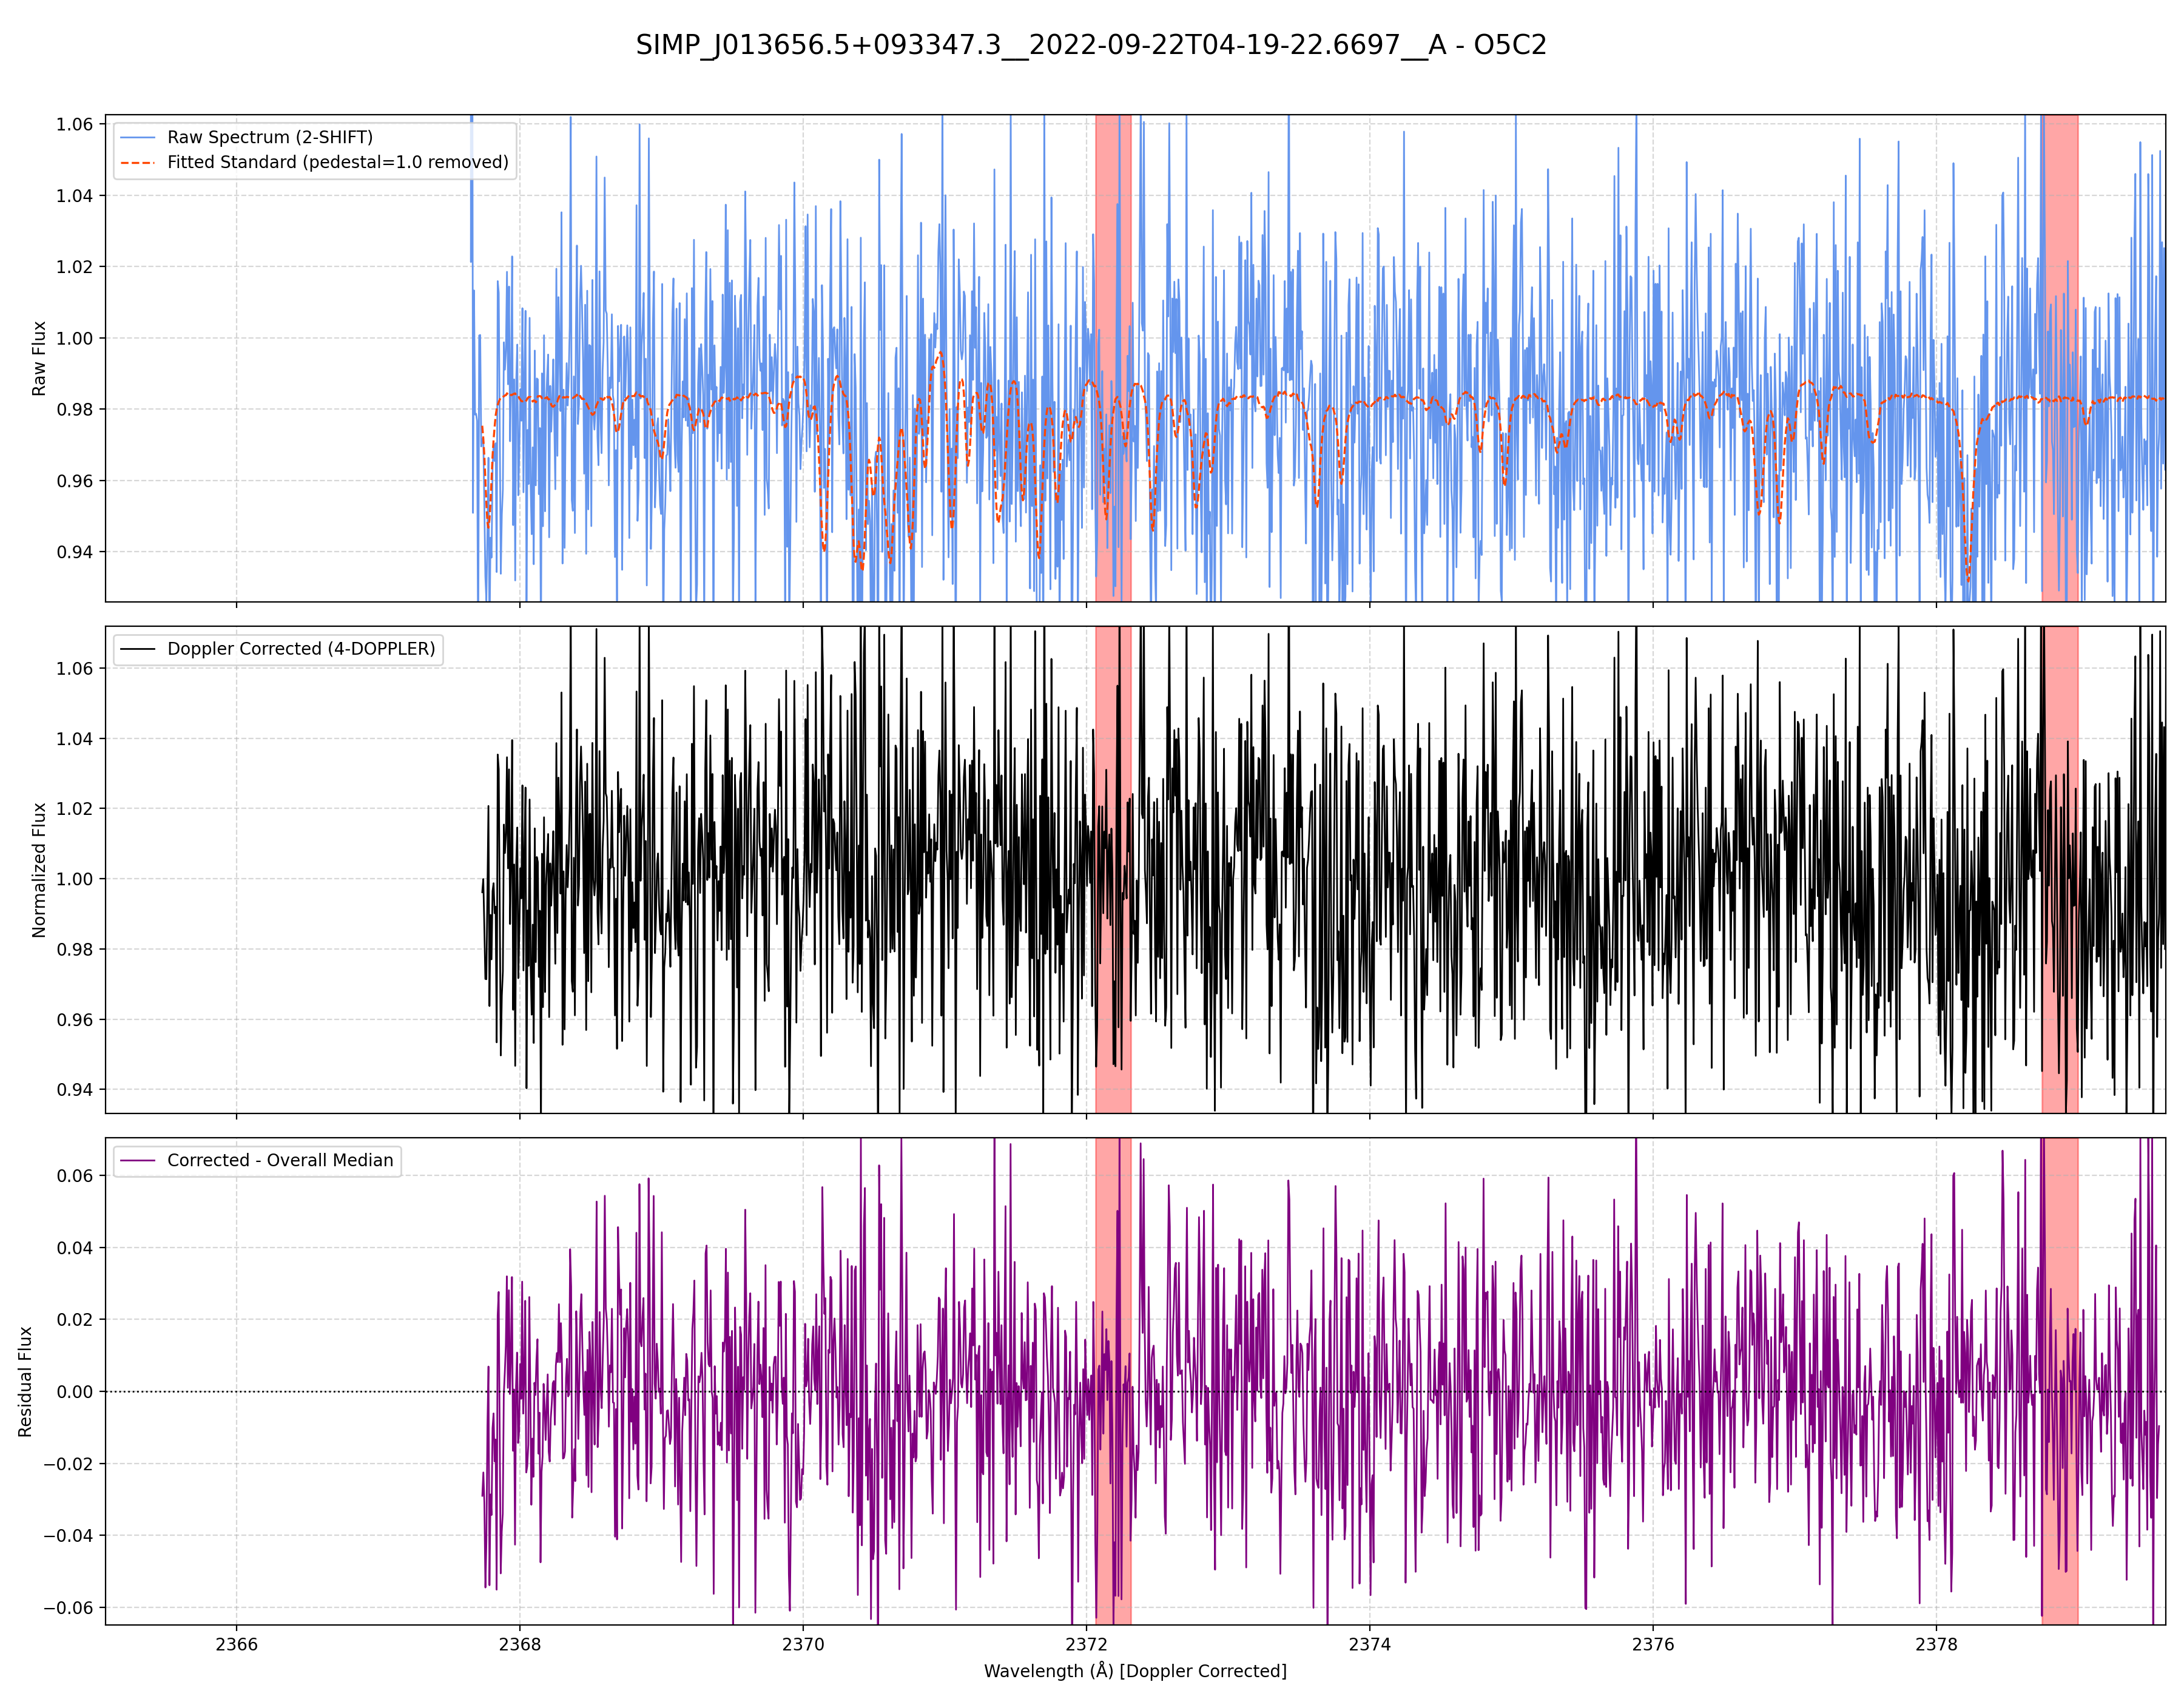 SIMP_J013656.5+093347.3__2022-09-22T04-19-22.6697__A - O5C2
Raw Spectrum (2-SHIFT)
Fitted Standard (pedestal=1.0 removed)
Raw Flux
1.06
1.04
1.02
1.00
0.98
0.96
0.94
Doppler Corrected (4-DOPPLER)
Normalized Flux
1.06
1.04
1.02
1.00
0.98
0.96
0.94
Corrected - Overall Median
Residual Flux
0.06
0.04
0.02
0.00
−0.02
−0.04
−0.06
2366 2368 2370 2372 2374 2376 2378
Wavelength (Å) [Doppler Corrected]